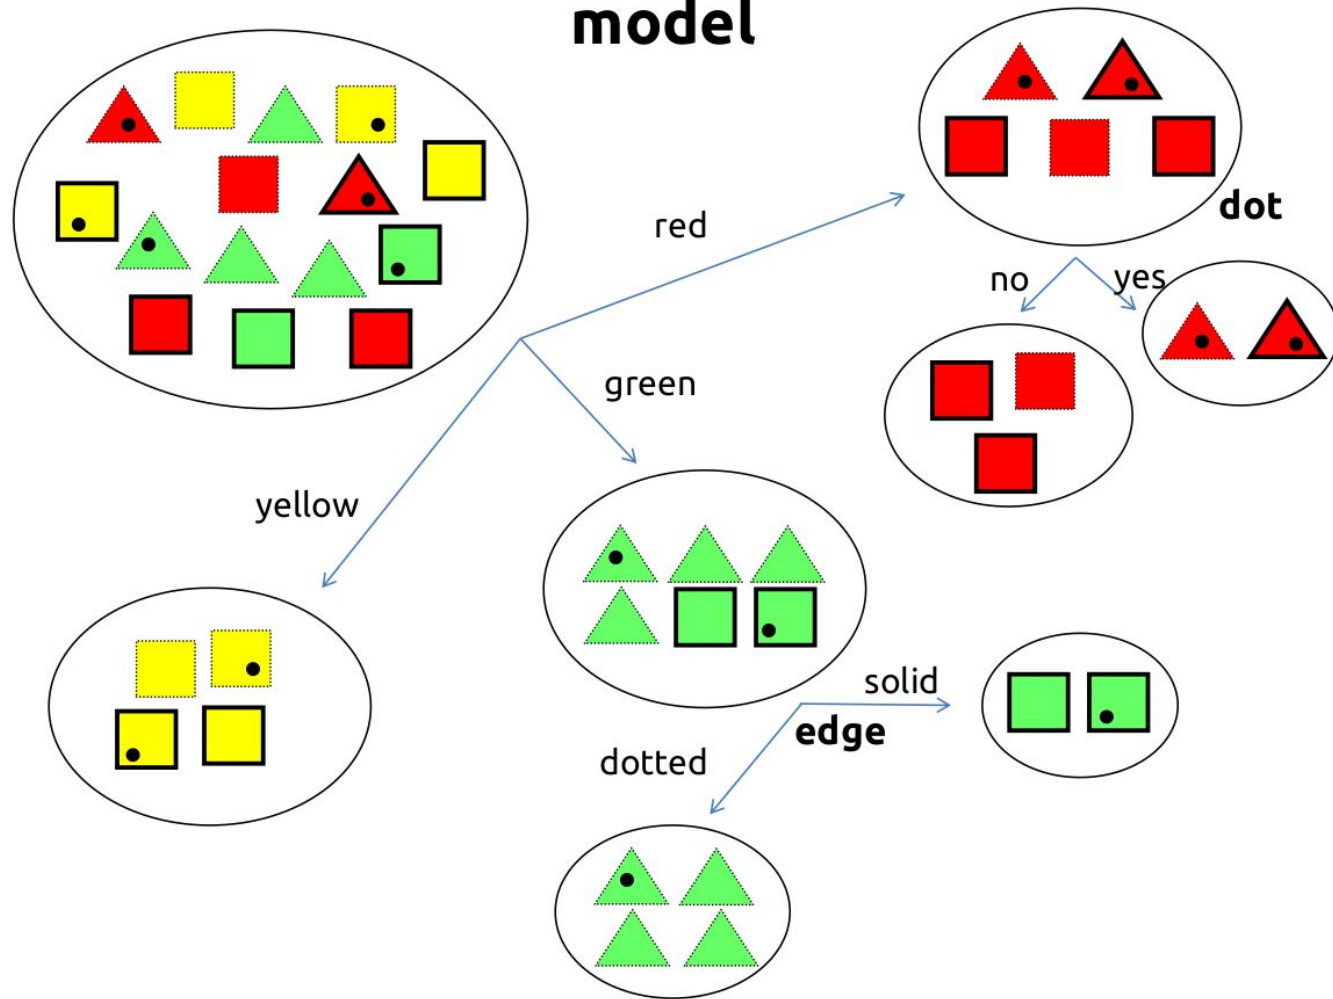 model
red
dot
no
yes
green
yellow
solid
edge
dotted